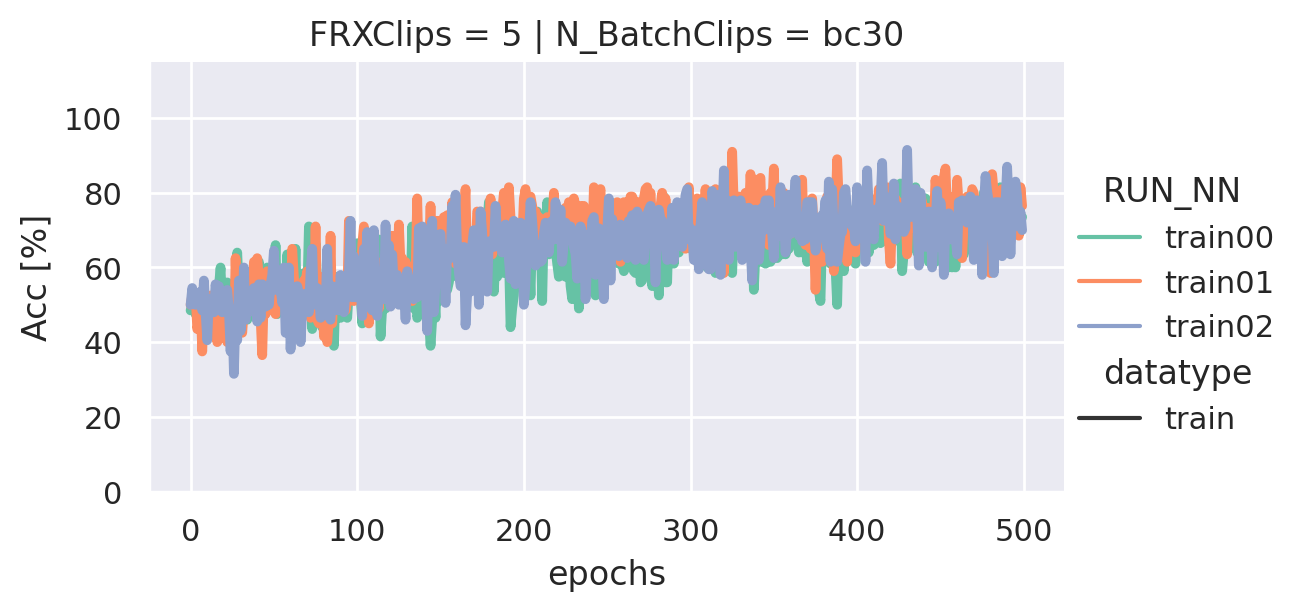 FRXClips = 5 | N_BatchClips = bc30
100
80
60
40
20
0
Acc [%]
0 100 200 300 400 500
epochs
RUN_NN
train00
train01
train02
datatype
train